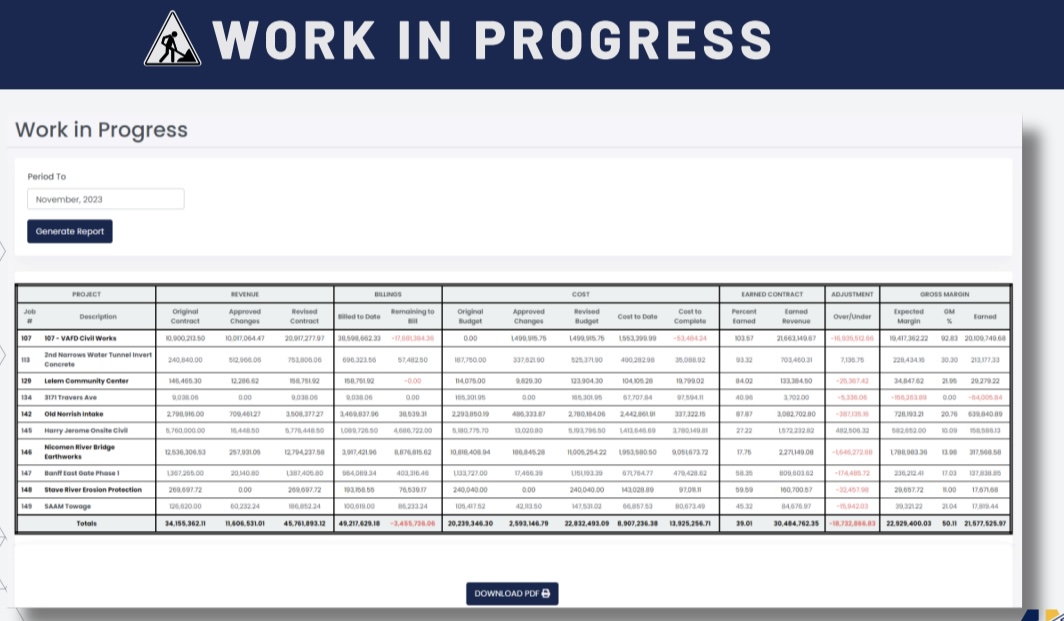 WORK IN PROGRESS
Work in Progress
Period To
November, 2023
Generate Report
PROJECT REVENUE BILLINGS COST EARNED CONTRACT ADJUSTMENT GROSS MARGIN
Job # Description Original Contract Approved Changes Revised Contract Billed to Date Remaining to Bill Original Budget Approved Changes Revised Budget Cost to Date Cost to Complete Percent Earned Earned Revenue Over/Under Expected Margin GM % Earned
107 107 - VAFD Civil Works 10,900,213.50 10,017,064.47 20,917,277.97 38,598,662.33 -17,681,384.36 0.00 1,499,915.75 1,499,915.75 1,553,399.99 -53,484.24 103.57 21,663,149.67 -16,935,512.66 19,417,362.22 92.83 20,109,749.68
113 2nd Narrows Water Tunnel Invert Concrete 240,840.00 512,966.06 753,806.06 696,323.56 57,482.50 187,750.00 337,621.90 525,371.90 490,282.98 35,088.92 93.32 703,460.31 7,136.75 228,434.16 30.30 213,177.33
129 Lelem Community Center 146,465.30 12,286.62 158,751.92 158,751.92 -0.00 114,075.00 9,829.30 123,904.30 104,105.28 19,799.02 84.02 133,384.50 -25,367.42 34,847.62 21.95 29,279.22
134 3171 Travers Ave 9,038.06 0.00 9,038.06 9,038.06 0.00 165,301.95 0.00 165,301.95 67,707.84 97,594.11 40.96 3,702.00 -5,336.06 -156,263.89 0.00 -64,005.84
142 Old Norrish Intake 2,798,916.00 709,461.27 3,508,377.27 3,469,837.96 38,539.31 2,293,850.19 486,333.87 2,780,184.06 2,442,861.91 337,322.15 87.87 3,082,702.80 -387,135.16 728,193.21 20.76 639,840.89
145 Harry Jerome Onsite Civil 5,760,000.00 16,448.50 5,776,448.50 1,089,726.50 4,686,722.00 5,180,775.70 13,020.80 5,193,796.50 1,413,646.69 3,780,149.81 27.22 1,572,232.82 482,506.32 582,652.00 10.09 158,586.13
146 Nicomen River Bridge Earthworks 12,536,306.53 257,931.05 12,794,237.58 3,917,421.96 8,876,815.62 10,818,408.94 186,845.28 11,005,254.22 1,953,580.50 9,051,673.72 17.75 2,271,149.08 -1,646,272.88 1,788,983.36 13.98 317,568.58
147 Banff East Gate Phase 1 1,367,265.00 20,140.80 1,387,405.80 984,089.34 403,316.46 1,133,727.00 17,466.39 1,151,193.39 671,764.77 479,428.62 58.35 809,603.62 -174,485.72 236,212.41 17.03 137,838.85
148 Stave River Erosion Protection 269,697.72 0.00 269,697.72 193,158.55 76,539.17 240,040.00 0.00 240,040.00 143,028.89 97,011.11 59.59 160,700.57 -32,457.98 29,657.72 11.00 17,671.68
149 SAAM Towage 126,620.00 60,232.24 186,852.24 100,619.00 86,233.24 105,417.52 42,113.50 147,531.02 66,857.53 80,673.49 45.32 84,676.97 -15,942.03 39,321.22 21.04 17,819.44
Totals 34,155,362.11 11,606,531.01 45,761,893.12 49,217,629.18 -3,455,736.06 20,239,346.30 2,593,146.79 22,832,493.09 8,907,236.38 13,925,256.71 39.01 30,484,762.35 -18,732,866.83 22,929,400.03 50.11 21,577,525.97
DOWNLOAD PDF